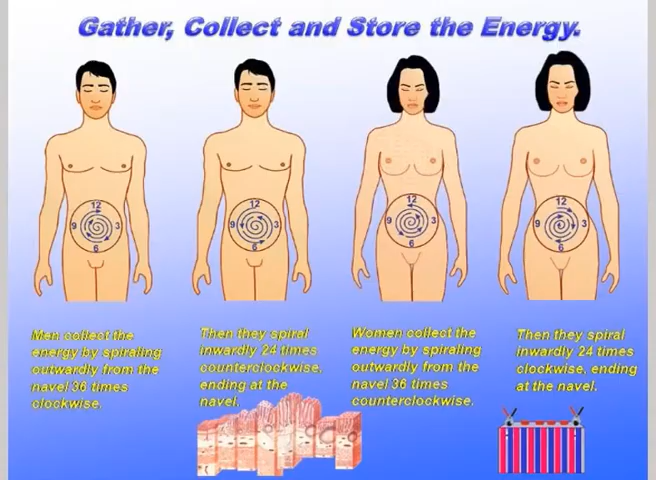 Gather, Collect and Store the Energy.
12
9 3
6
12
9 3
6
12
9 3
6
12
9 3
6
Men collect the
energy by spiraling
outwardly from the
navel 36 times
clockwise.
Then they spiral
inwardly 24 times
counterclockwise,
ending at the
navel.
Women collect the
energy by spiraling
outwardly from the
navel 36 times
counterclockwise.
Then they spiral
inwardly 24 times
clockwise, ending
at the navel.